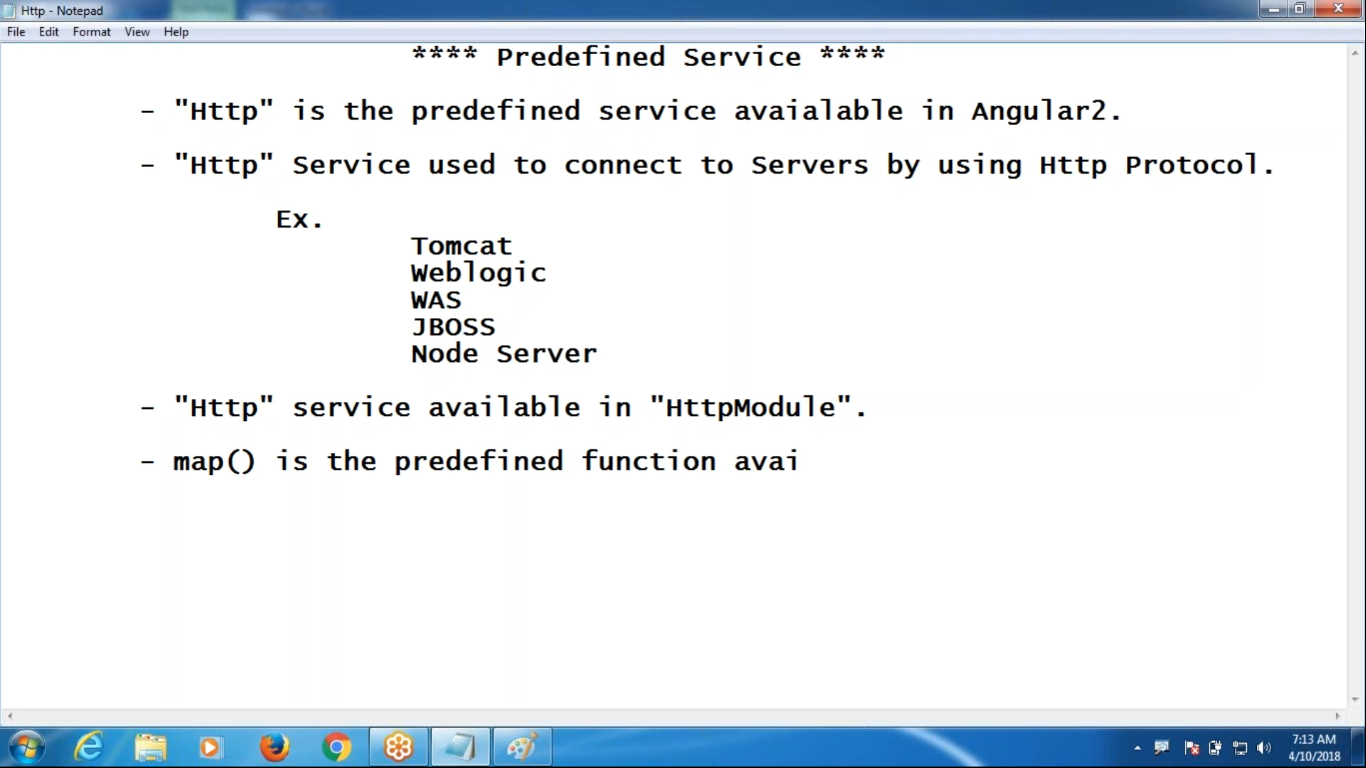 Http - Notepad
File Edit Format View Help
**** Predefined Service ****
- "Http" is the predefined service avaialable in Angular2.
- "Http" Service used to connect to Servers by using Http Protocol.
Ex.
Tomcat
Weblogic
WAS
JBOSS
Node Server
- "Http" service available in "HttpModule".
- map() is the predefined function avai
7:13 AM
4/10/2018